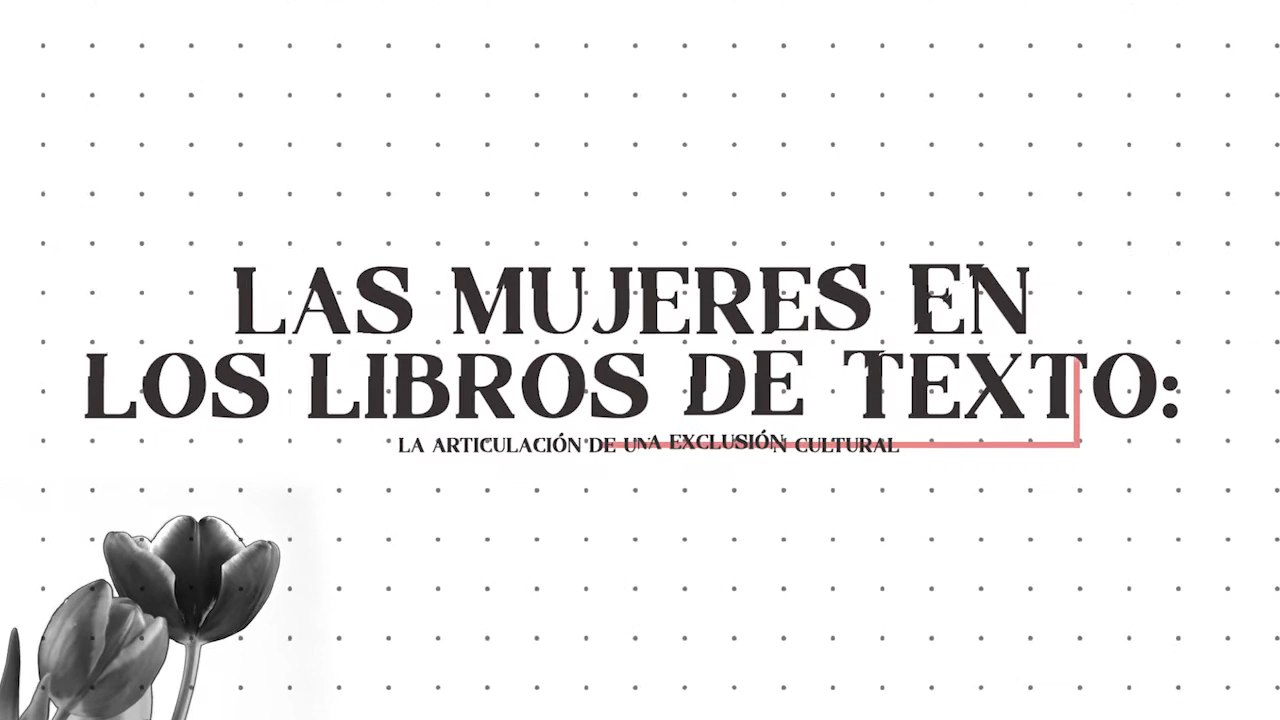 LAS MUJERES EN
LOS LIBROS DE TEXTO:
LA ARTICULACIÓN DE UNA EXCLUSIÓN CULTURAL